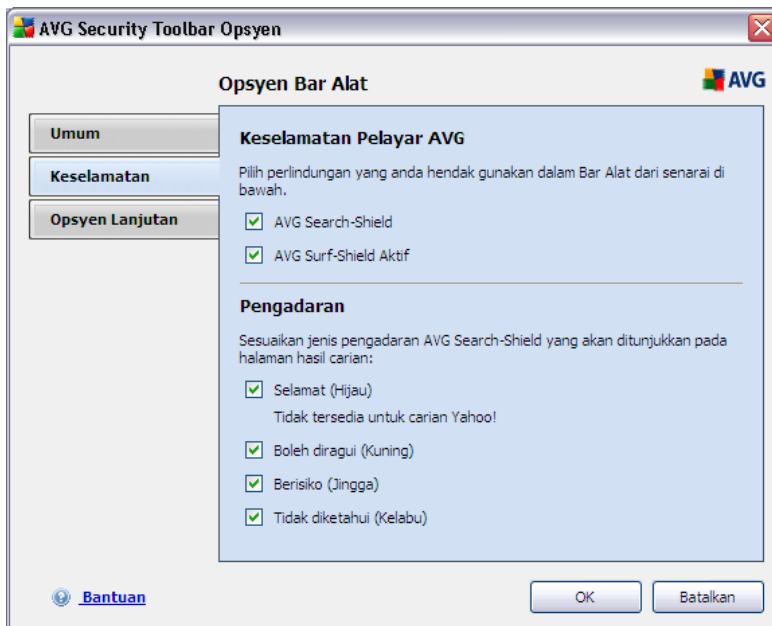 AVG Security Toolbar Opsyen
Opsyen Bar Alat
AVG
Umum
Keselamatan
Opsyen Lanjutan
Keselamatan Pelayar AVG
Pilih perlindungan yang anda hendak gunakan dalam Bar Alat dari senarai di
bawah.
AVG Search-Shield
AVG Surf-Shield Aktif
Pengadaran
Sesuaikan jenis pengadaran AVG Search-Shield yang akan ditunjukkan pada
halaman hasil carian:
Selamat (Hijau)
Tidak tersedia untuk carian Yahoo!
Boleh diragui (Kuning)
Berisiko (Jingga)
Tidak diketahui (Kelabu)
Bantuan
OK
Batalkan